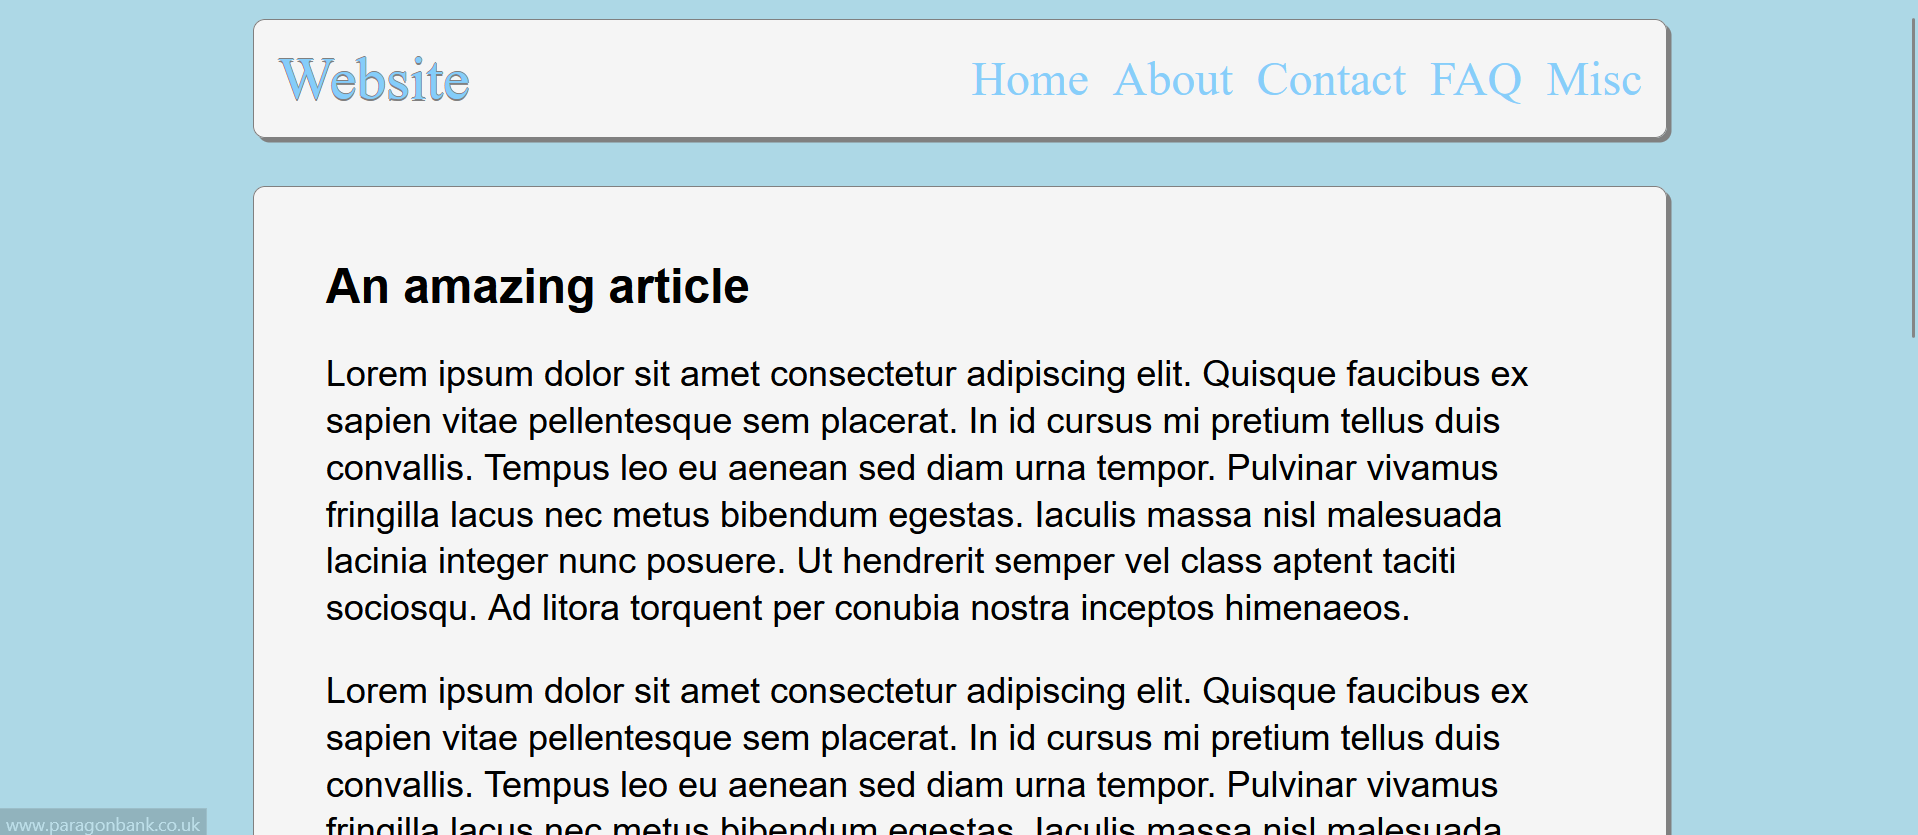 Website
Home About Contact FAQ Misc
An amazing article
Lorem ipsum dolor sit amet consectetur adipiscing elit. Quisque faucibus ex
sapien vitae pellentesque sem placerat. In id cursus mi pretium tellus duis
convallis. Tempus leo eu aenean sed diam urna tempor. Pulvinar vivamus
fringilla lacus nec metus bibendum egestas. Iaculis massa nisl malesuada
lacinia integer nunc posuere. Ut hendrerit semper vel class aptent taciti
sociosqu. Ad litora torquent per conubia nostra inceptos himenaeos.
Lorem ipsum dolor sit amet consectetur adipiscing elit. Quisque faucibus ex
sapien vitae pellentesque sem placerat. In id cursus mi pretium tellus duis
convallis. Tempus leo eu aenean sed diam urna tempor. Pulvinar vivamus
fringilla lacus nec metus bibendum egestas. Iaculis massa nisl malesuada
www.paragonbank.co.uk